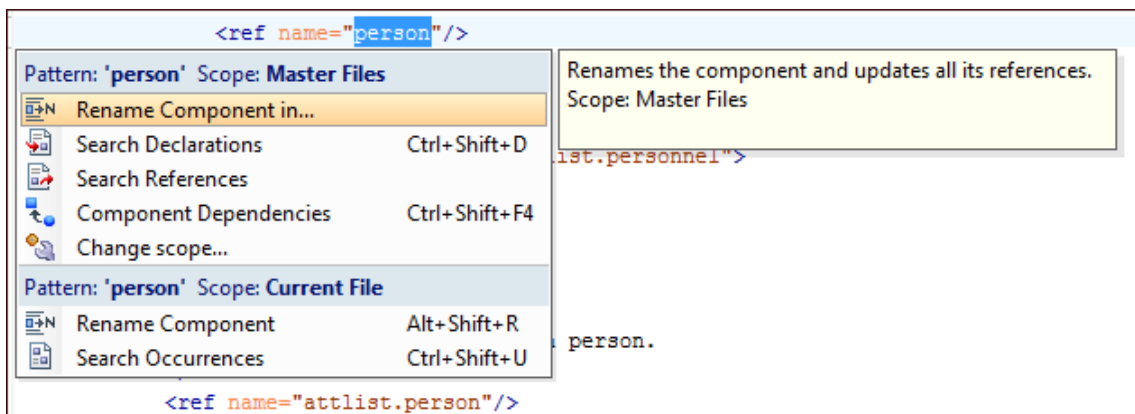 <ref name="person"/>
Pattern: 'person' Scope: Master Files
Rename Component in...
Search Declarations Ctrl+Shift+D
Search References
Component Dependencies Ctrl+Shift+F4
Change scope...
Pattern: 'person' Scope: Current File
Rename Component Alt+Shift+R
Search Occurrences Ctrl+Shift+U
Renames the component and updates all its references.
Scope: Master Files
ist.personnel">
person.
<ref name="attlist.person"/>